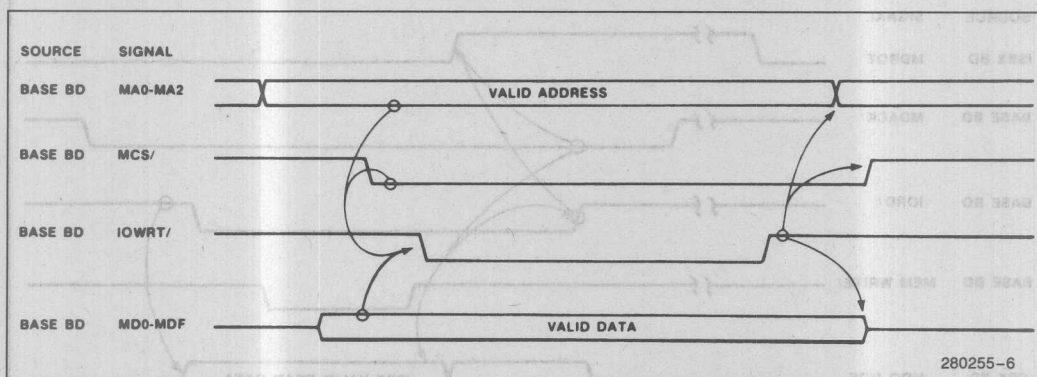 SOURCE SIGNAL
BASE BD MA0-MA2 VALID ADDRESS
BASE BD MCS/
BASE BD IOWRT/
BASE BD MD0-MDF VALID DATA
280255-6